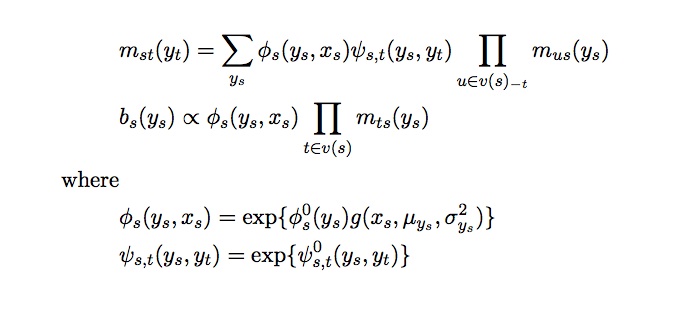 m_{st}(y_t) = \sum_{y_s} \phi_s(y_s, x_s) \psi_{s,t}(y_s, y_t) \prod_{u \in v(s)_{-t}} m_{us}(y_s)
b_s(y_s) \propto \phi_s(y_s, x_s) \prod_{t \in v(s)} m_{ts}(y_s)
where
\phi_s(y_s, x_s) = \exp\{\phi_s^0(y_s) g(x_s, \mu_{y_s}, \sigma_{y_s}^2)\}
\psi_{s,t}(y_s, y_t) = \exp\{\psi_{s,t}^0(y_s, y_t)\}